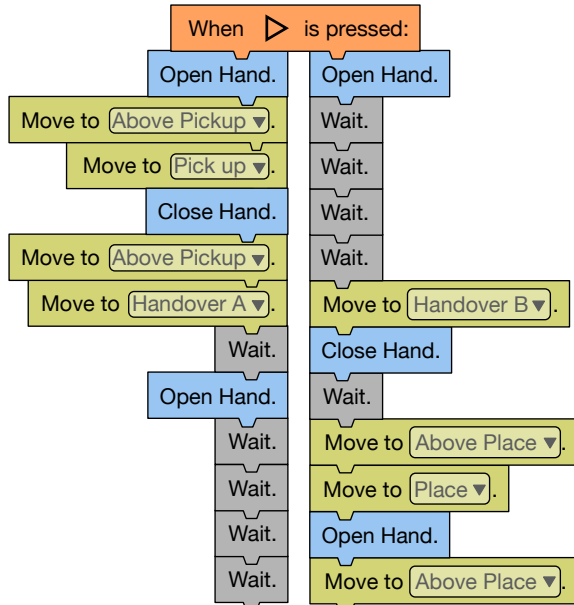 When ▷ is pressed:
Open Hand. Open Hand.
Move to Above Pickup ▼. Wait.
Move to Pick up ▼. Wait.
Close Hand. Wait.
Move to Above Pickup ▼. Wait.
Move to Handover A ▼. Move to Handover B ▼.
Wait. Close Hand.
Open Hand. Wait.
Wait. Move to Above Place ▼.
Wait. Move to Place ▼.
Wait. Open Hand.
Wait. Move to Above Place ▼.